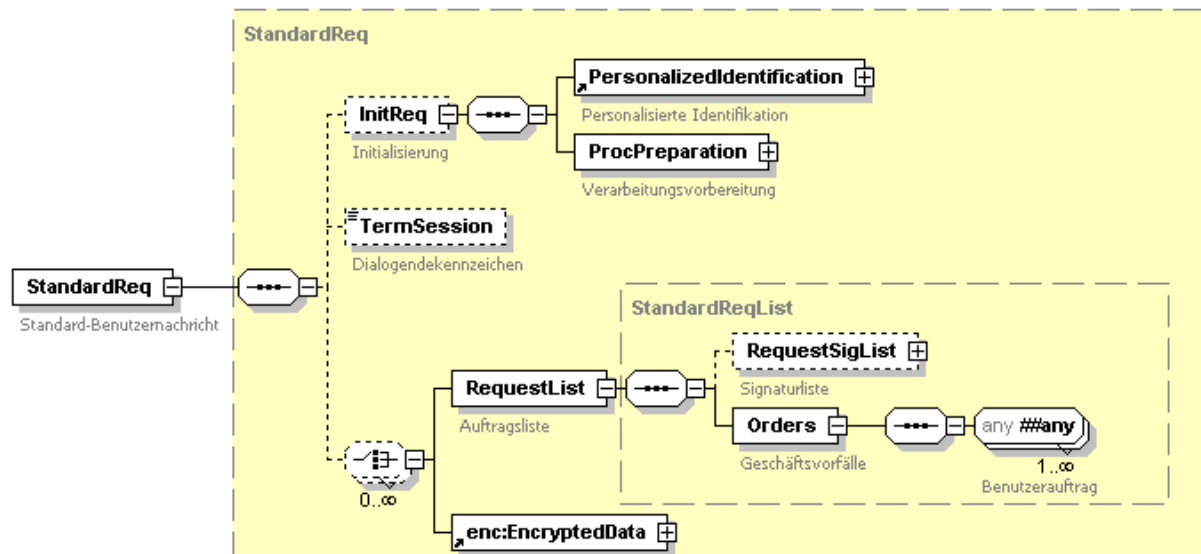 StandardReq
PersonalizedIdentification
Personalisierte Identifikation
InitReq
Initialisierung
ProcPreparation
Verarbeitungsvorbereitung
TermSession
Dialogendekennzeichen
StandardReq
Standard-Benutzernachricht
StandardReqList
RequestSigList
Signaturliste
RequestList
Auftragsliste
Orders
Geschäftsvorfälle
any ##any
1..∞
Benutzerauftrag
0..∞
enc:EncryptedData